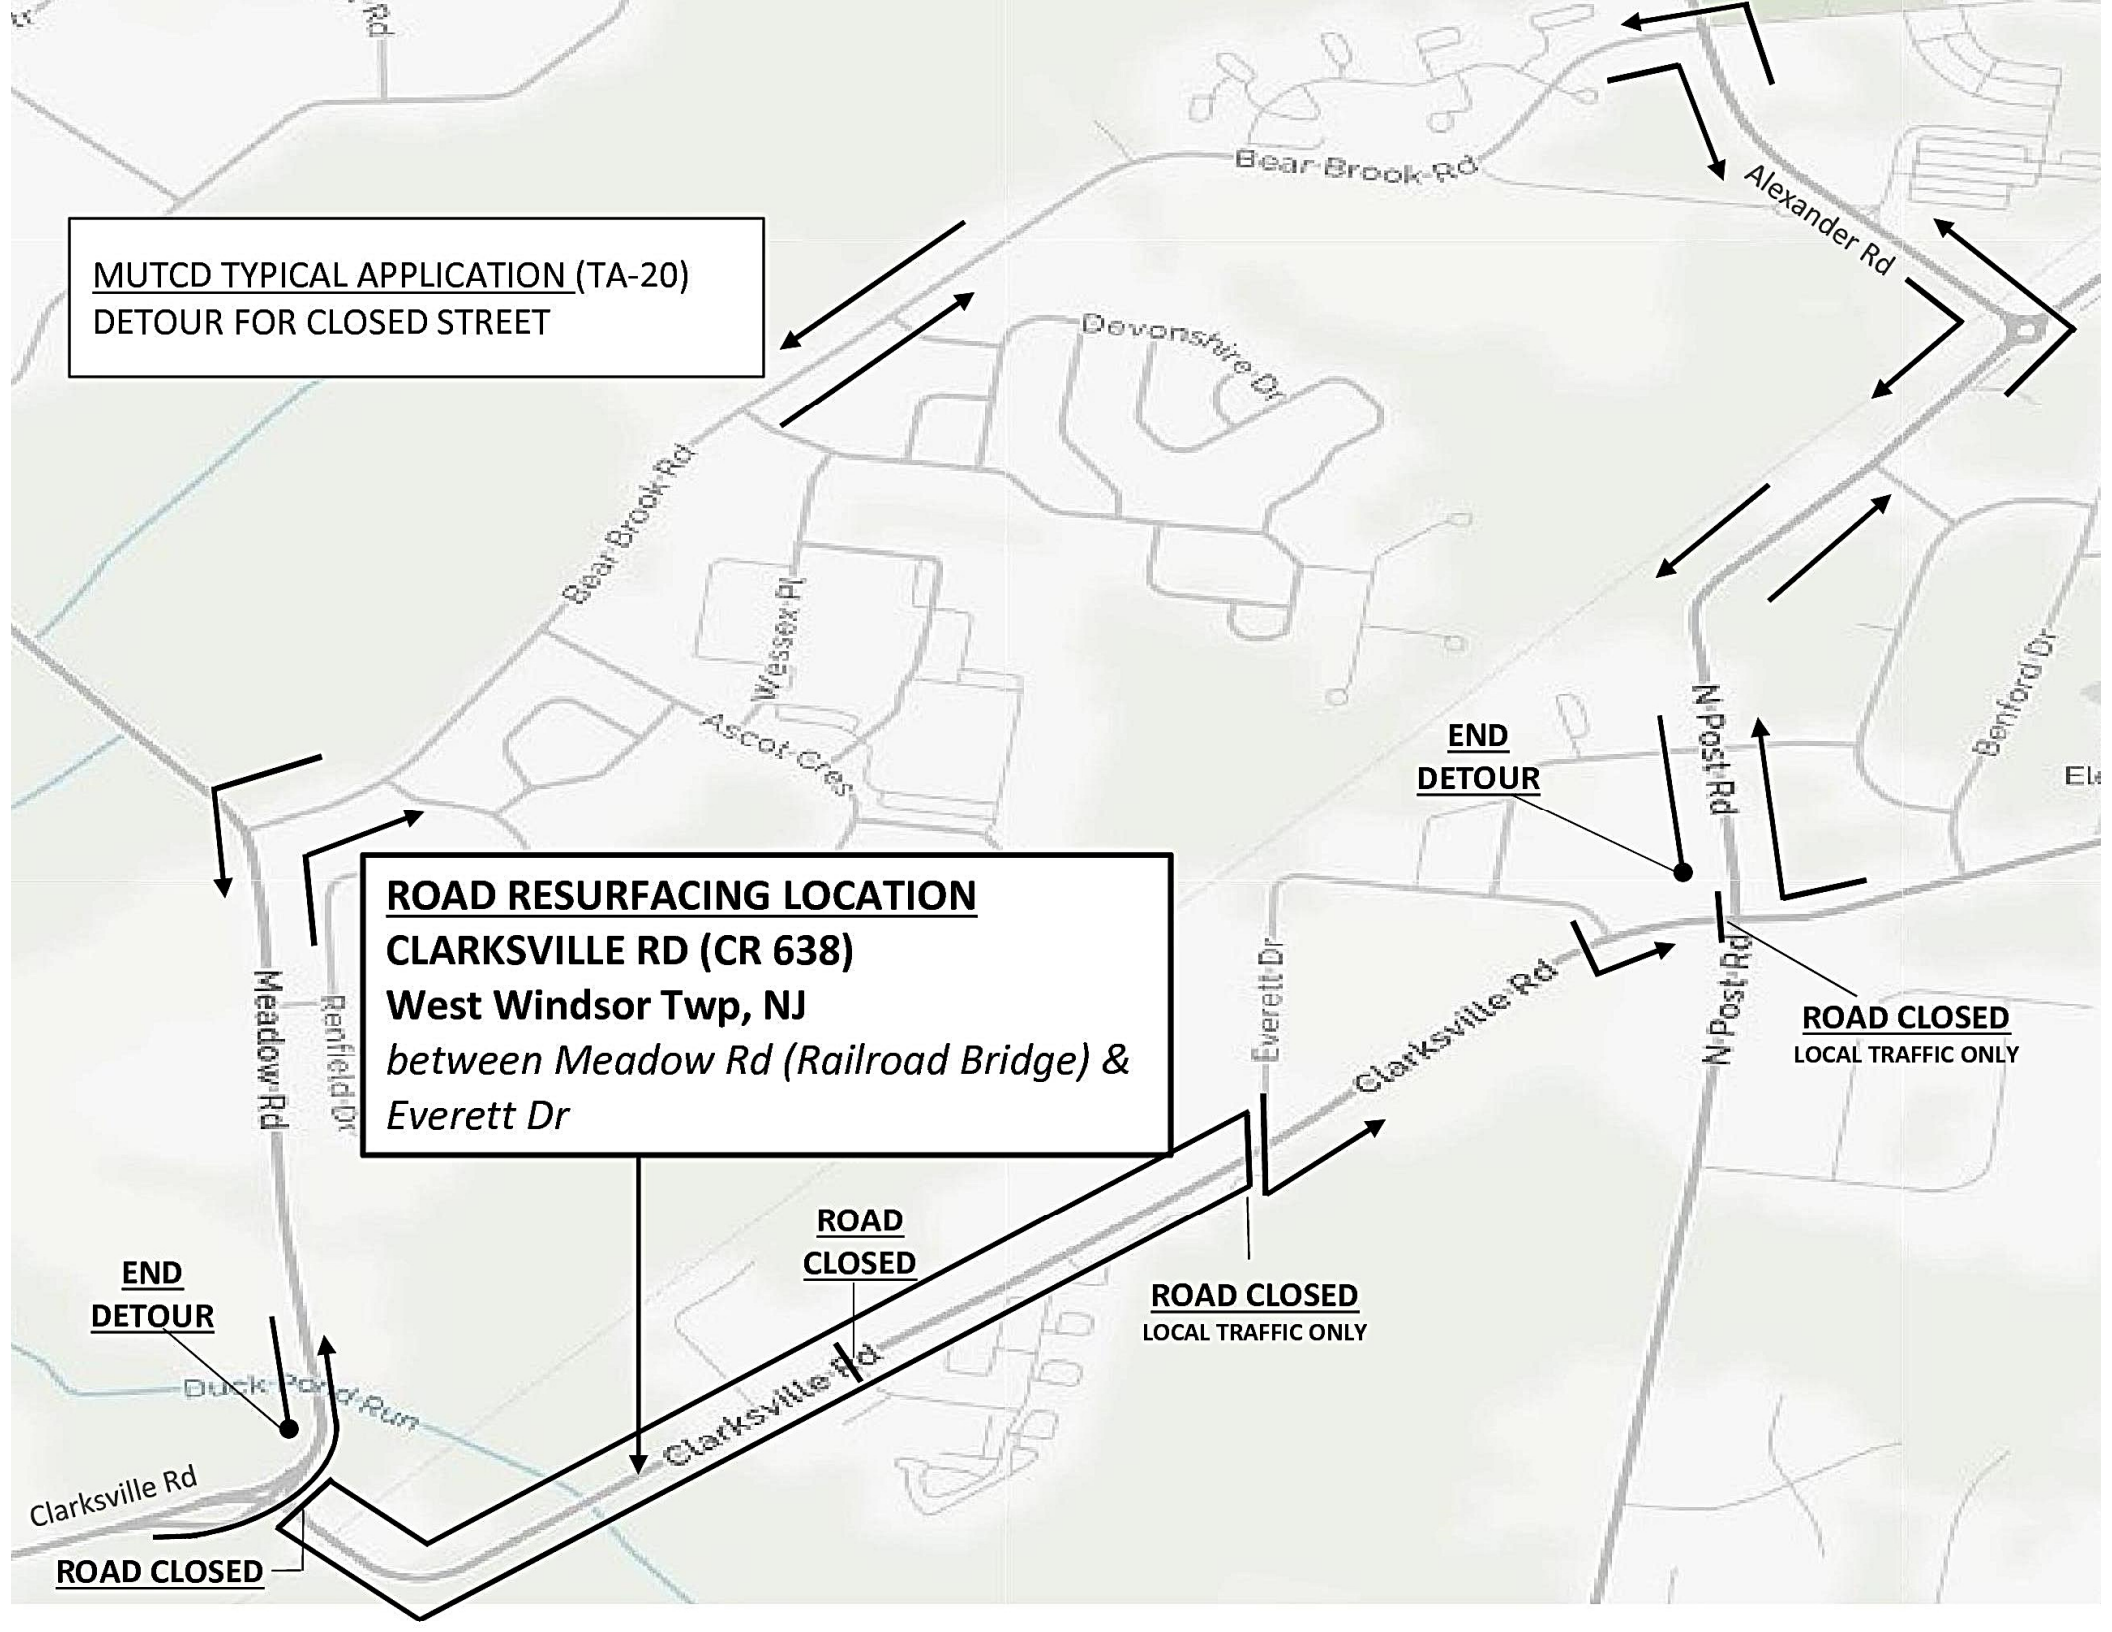 Rd
Bear Brook Rd
Alexander Rd
MUTCD TYPICAL APPLICATION (TA-20)
DETOUR FOR CLOSED STREET
Devonshire Dr
Bear Brook Rd
Wessex Pl
Ascot Cres
END
DETOUR
N Post Rd
Benford Dr
Ele
ROAD RESURFACING LOCATION
CLARKSVILLE RD (CR 638)
West Windsor Twp, NJ
between Meadow Rd (Railroad Bridge) &
Everett Dr
Meadow Rd
Renfield Dr
Everett Dr
Clarksville Rd
N Post Rd
ROAD CLOSED
LOCAL TRAFFIC ONLY
ROAD
CLOSED
ROAD CLOSED
LOCAL TRAFFIC ONLY
END
DETOUR
Duck Pond Run
Clarksville Rd
Clarksville Rd
ROAD CLOSED